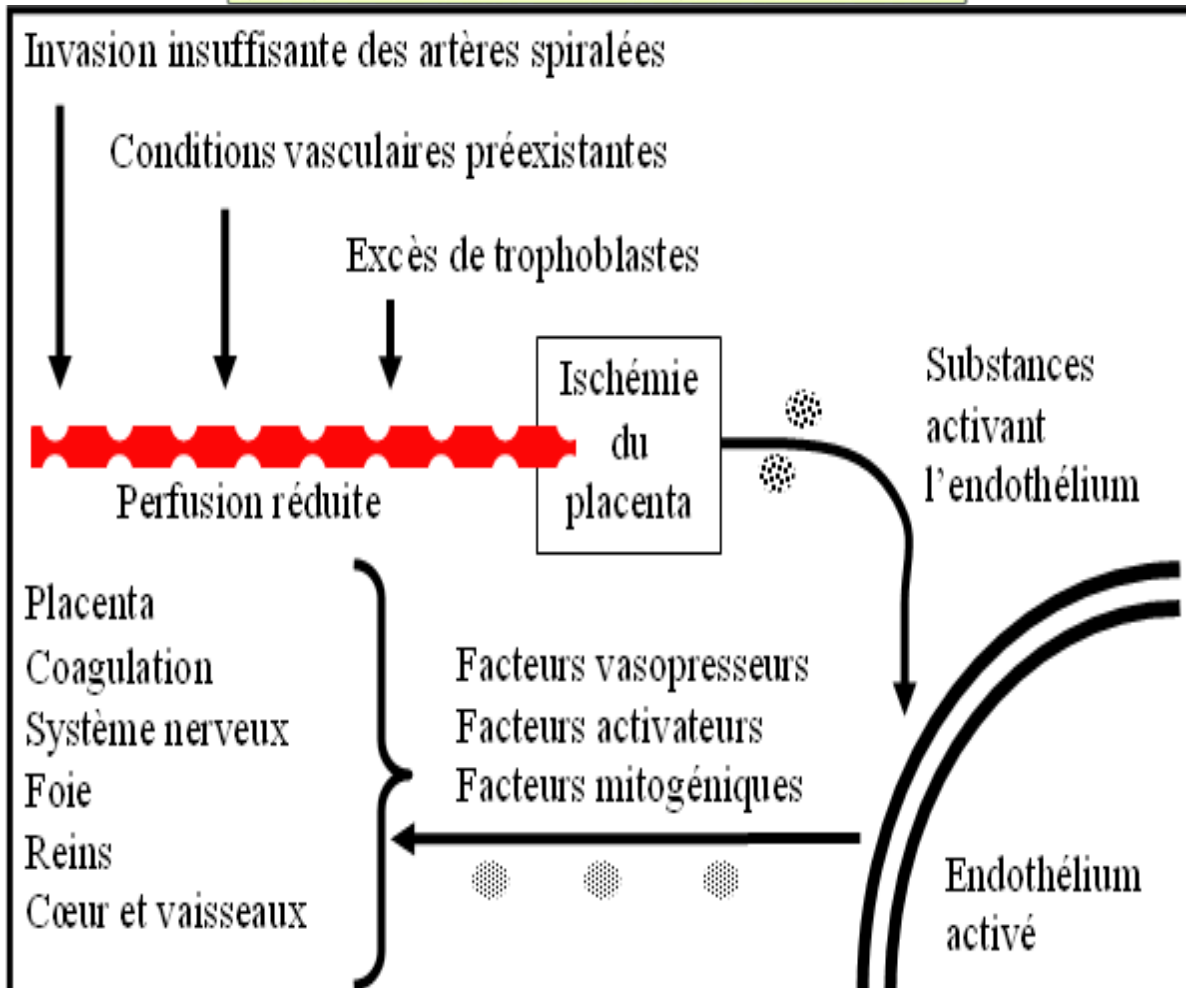 Invasion insuffisante des artères spiralées
Conditions vasculaires préexistantes
Excès de trophoblastes
Ischémie
du
placenta
Substances
activant
l’endothélium
Perfusion réduite
Placenta
Coagulation
Système nerveux
Foie
Reins
Cœur et vaisseaux
Facteurs vasopresseurs
Facteurs activateurs
Facteurs mitogéniques
Endothélium
activé